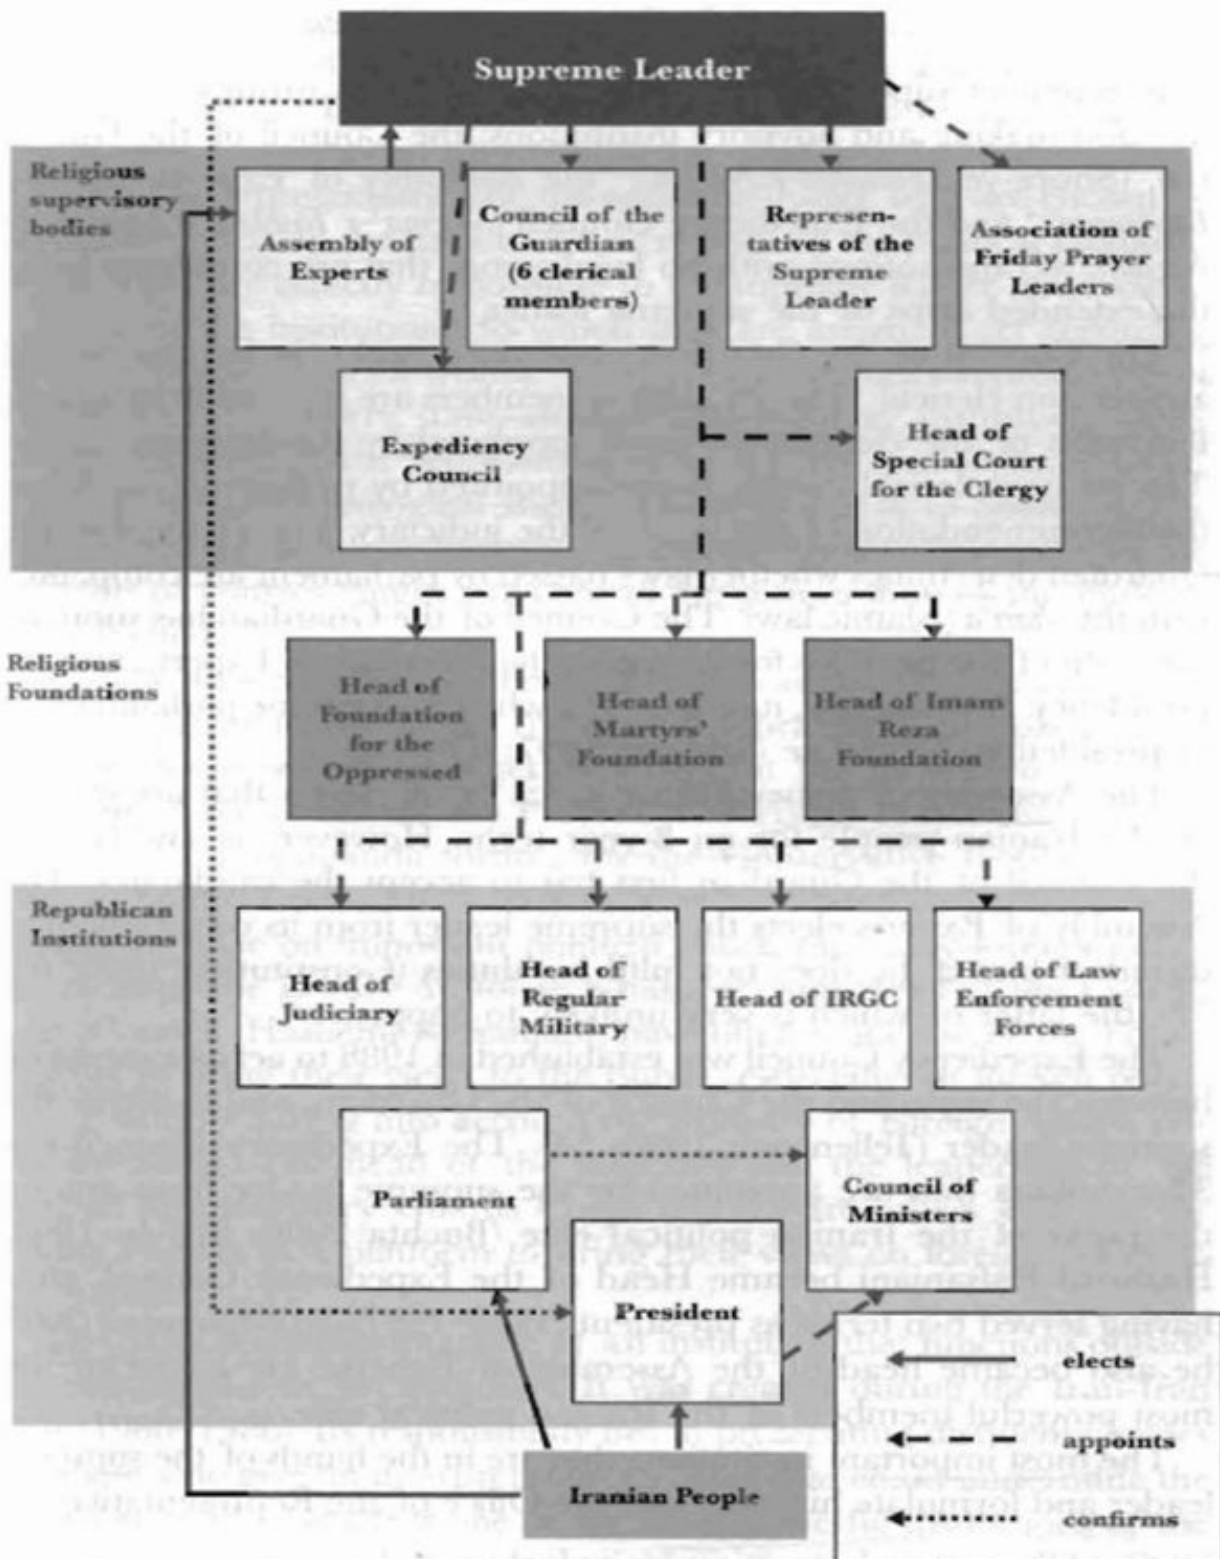 Supreme Leader
Religious
supervisory
bodies
Assembly of
Experts
Council of the
Guardian
(6 clerical
members)
Represen-
tatives of the
Supreme
Leader
Association of
Friday Prayer
Leaders
Expediency
Council
Head of
Special Court
for the Clergy
Religious
Foundations
Head of
Foundation
for the
Oppressed
Head of
Martyrs'
Foundation
Head of Imam
Reza
Foundation
Republican
Institutions
Head of
Judiciary
Head of
Regular
Military
Head of IRGC
Head of Law
Enforcement
Forces
Parliament
Council of
Ministers
President
Iranian People
elects
appoints
confirms